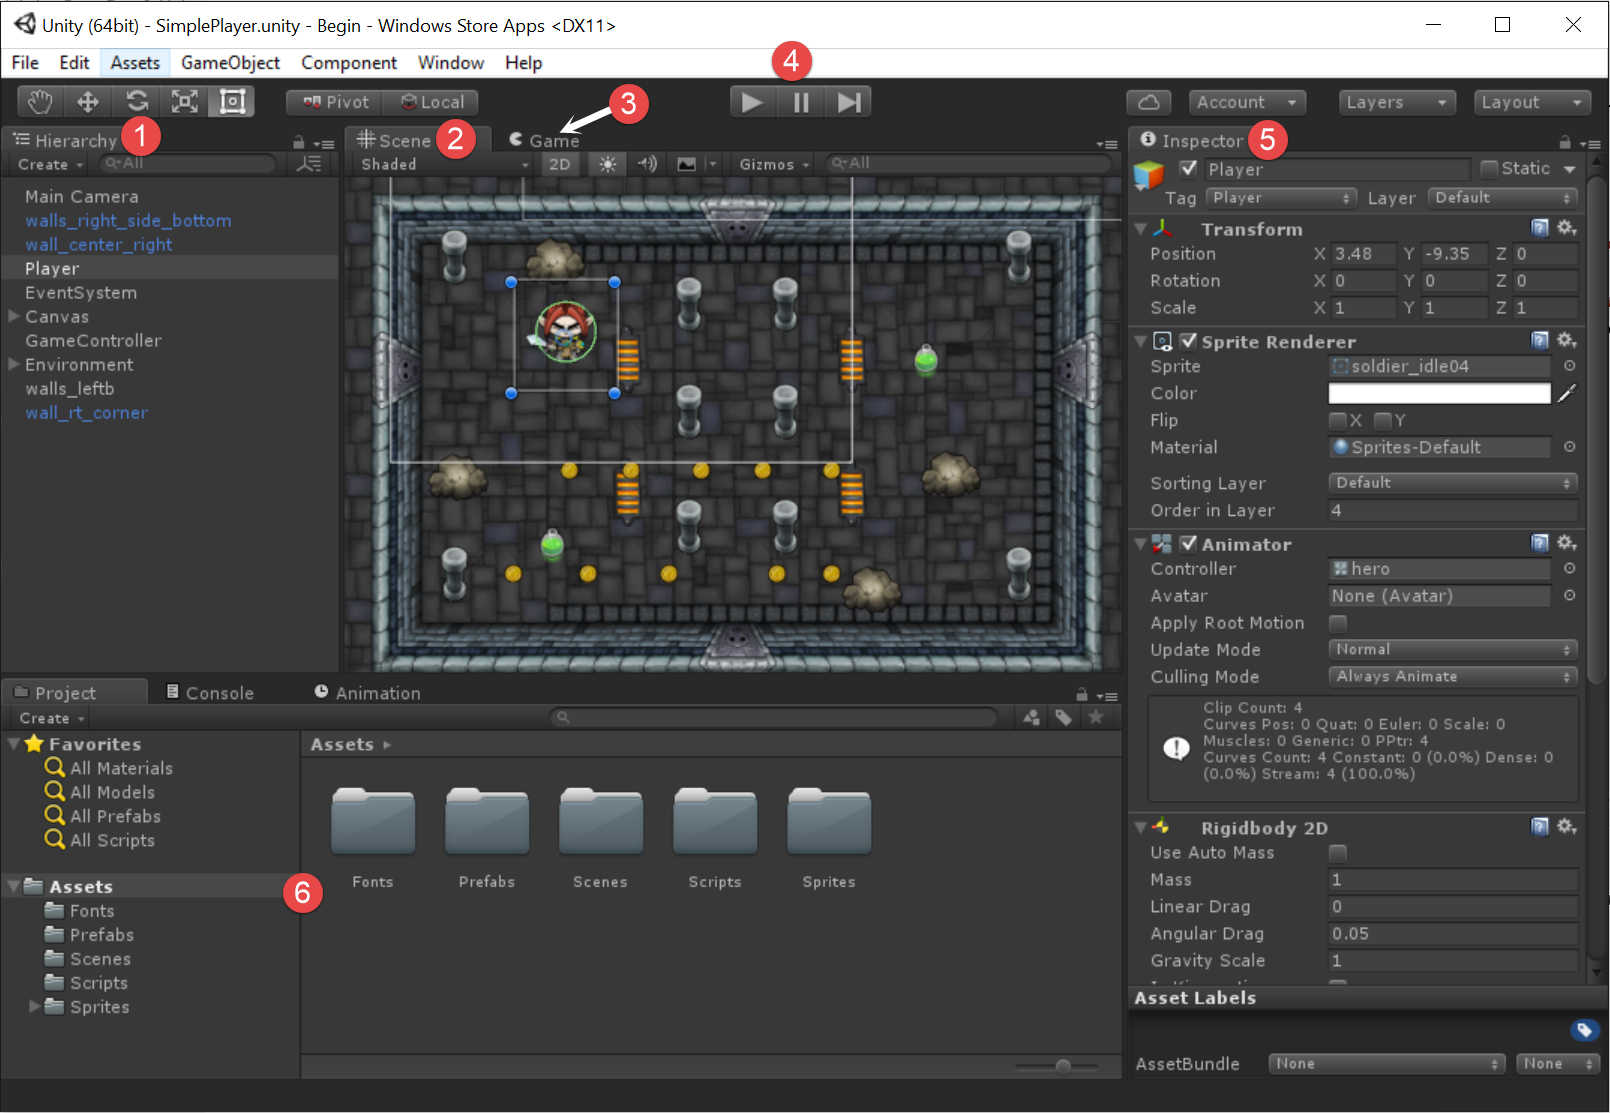 Unity (64bit) - SimplePlayer.unity - Begin - Windows Store Apps <DX11>
File Edit Assets GameObject Component Window Help
4
Pivot Local
3
Account Layers Layout
1 Hierarchy
2 Scene
Game
5 Inspector
Create All
Shaded 2D Gizmos All
Main Camera
walls_right_side_bottom
wall_center_right
Player
EventSystem
Canvas
GameController
Environment
walls_leftb
wall_rt_corner
Player Static
Tag Player Layer Default
Transform
Position X 3.48 Y -9.35 Z 0
Rotation X 0 Y 0 Z 0
Scale X 1 Y 1 Z 1
Sprite Renderer
Sprite soldier_idle04
Color
Flip X Y
Material Sprites-Default
Sorting Layer Default
Order in Layer 4
Animator
Controller hero
Avatar None (Avatar)
Apply Root Motion
Update Mode Normal
Culling Mode Always Animate
Clip Count: 4
Curves Pos: 0 Quat: 0 Euler: 0 Scale: 0
Muscles: 0 Generic: 0 PPtr: 4
Curves Count: 4 Constant: 0 (0.0%) Dense: 0
(0.0%) Stream: 4 (100.0%)
Rigidbody 2D
Use Auto Mass
Mass 1
Linear Drag 0
Angular Drag 0.05
Gravity Scale 1
Asset Labels
AssetBundle None None
Project Console Animation
Create
Favorites
All Materials
All Models
All Prefabs
All Scripts
Assets
Fonts
Prefabs
Scenes
Scripts
Sprites
6
Assets
Fonts Prefabs Scenes Scripts Sprites